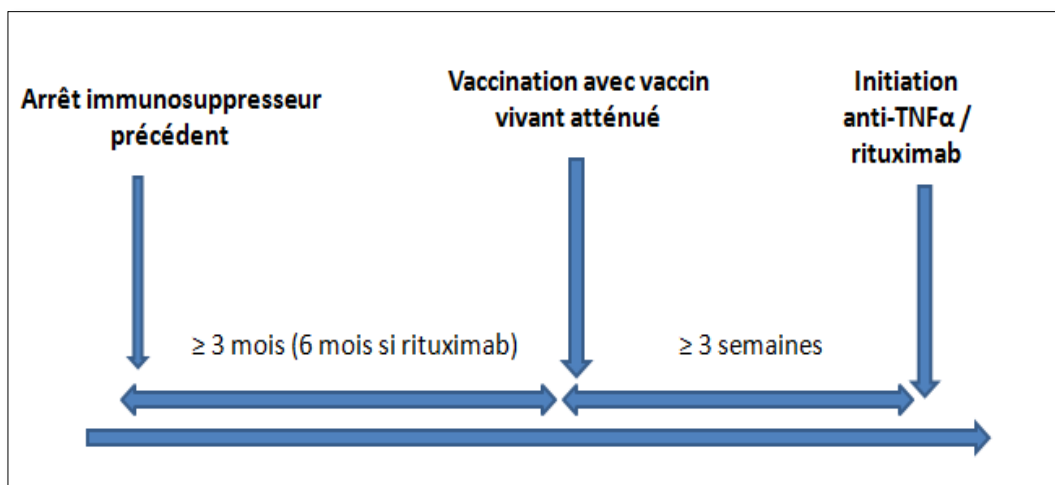 Arrêt immunosuppresseur
précédent
Vaccination avec vaccin
vivant atténué
Initiation
anti-TNFα /
rituximab
≥ 3 mois (6 mois si rituximab)
≥ 3 semaines